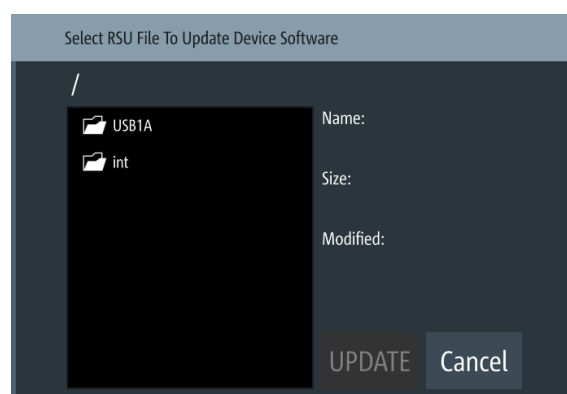 Select RSU File To Update Device Software
/
USB1A
int
Name:
Size:
Modified:
UPDATE
Cancel